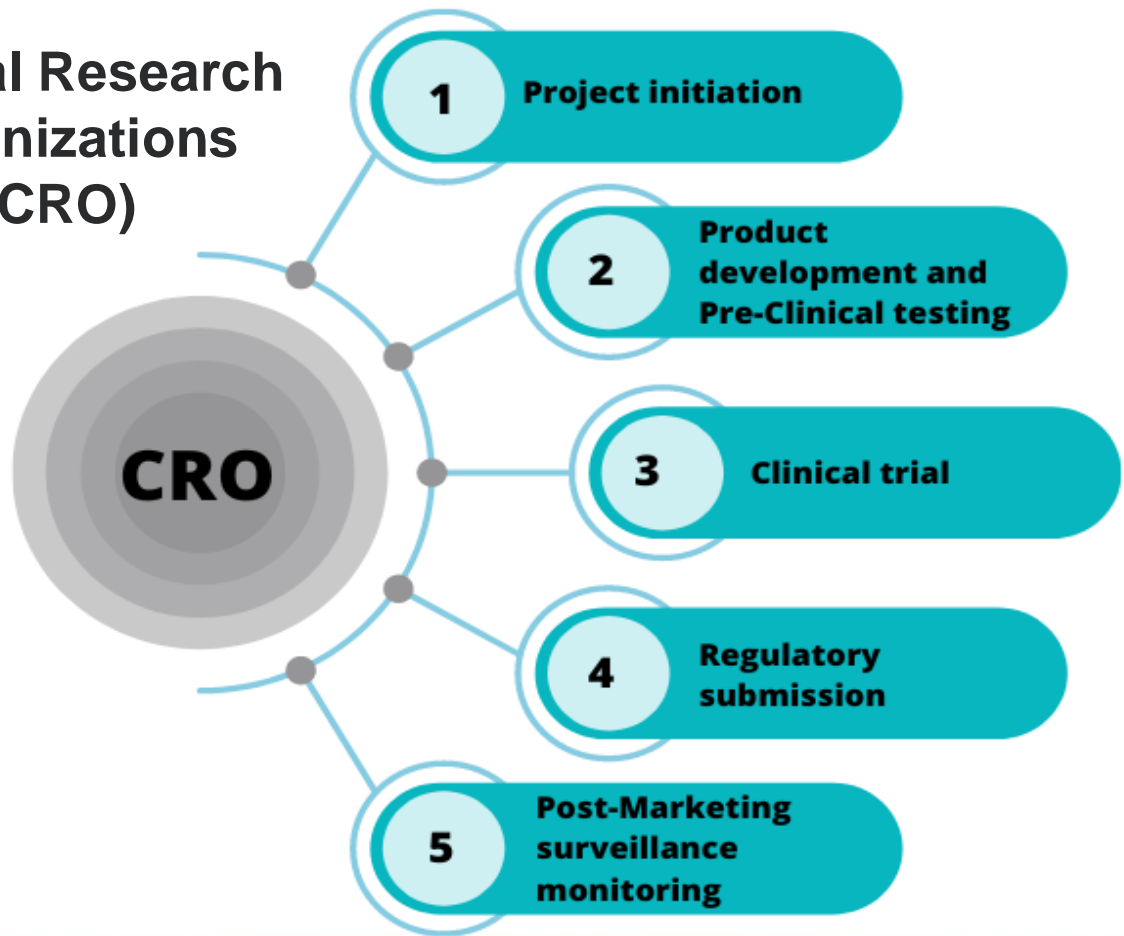 al Research
nizations
CRO)
1
Project initiation
2
Product
development and
Pre-Clinical testing
CRO
3
Clinical trial
4
Regulatory
submission
5
Post-Marketing
surveillance
monitoring